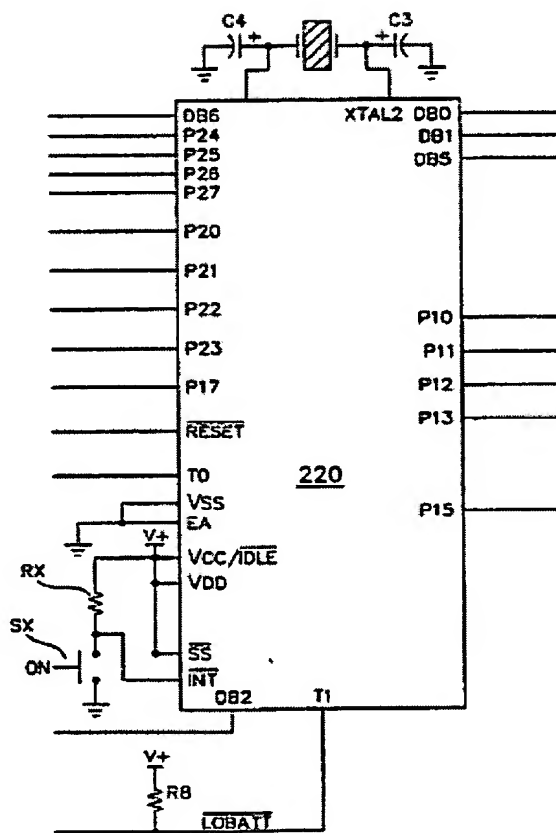 C4 + + C3
DB6 XTAL2 DB0
P24 DB1
P25 DB5
P26
P27
P20
P21
P22 P10
P23 P11
P17 P12
P13
RESET
T0 220
VSS P15
EA
V+
VCC/IDLE
RX VDD
SX
ON SS
INT
DB2 T1
V+
R8
LOBATT